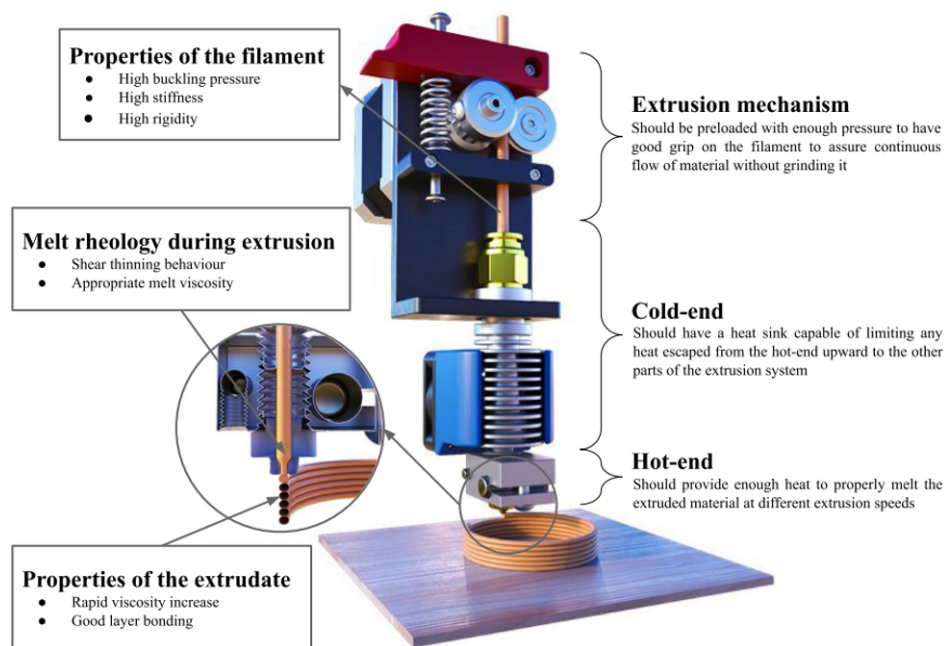 Properties of the filament
● High buckling pressure
● High stiffness
● High rigidity
Extrusion mechanism
Should be preloaded with enough pressure to have
good grip on the filament to assure continuous
flow of material without grinding it
Melt rheology during extrusion
● Shear thinning behaviour
● Appropriate melt viscosity
Cold-end
Should have a heat sink capable of limiting any
heat escaped from the hot-end upward to the other
parts of the extrusion system
Hot-end
Should provide enough heat to properly melt the
extruded material at different extrusion speeds
Properties of the extrudate
● Rapid viscosity increase
● Good layer bonding